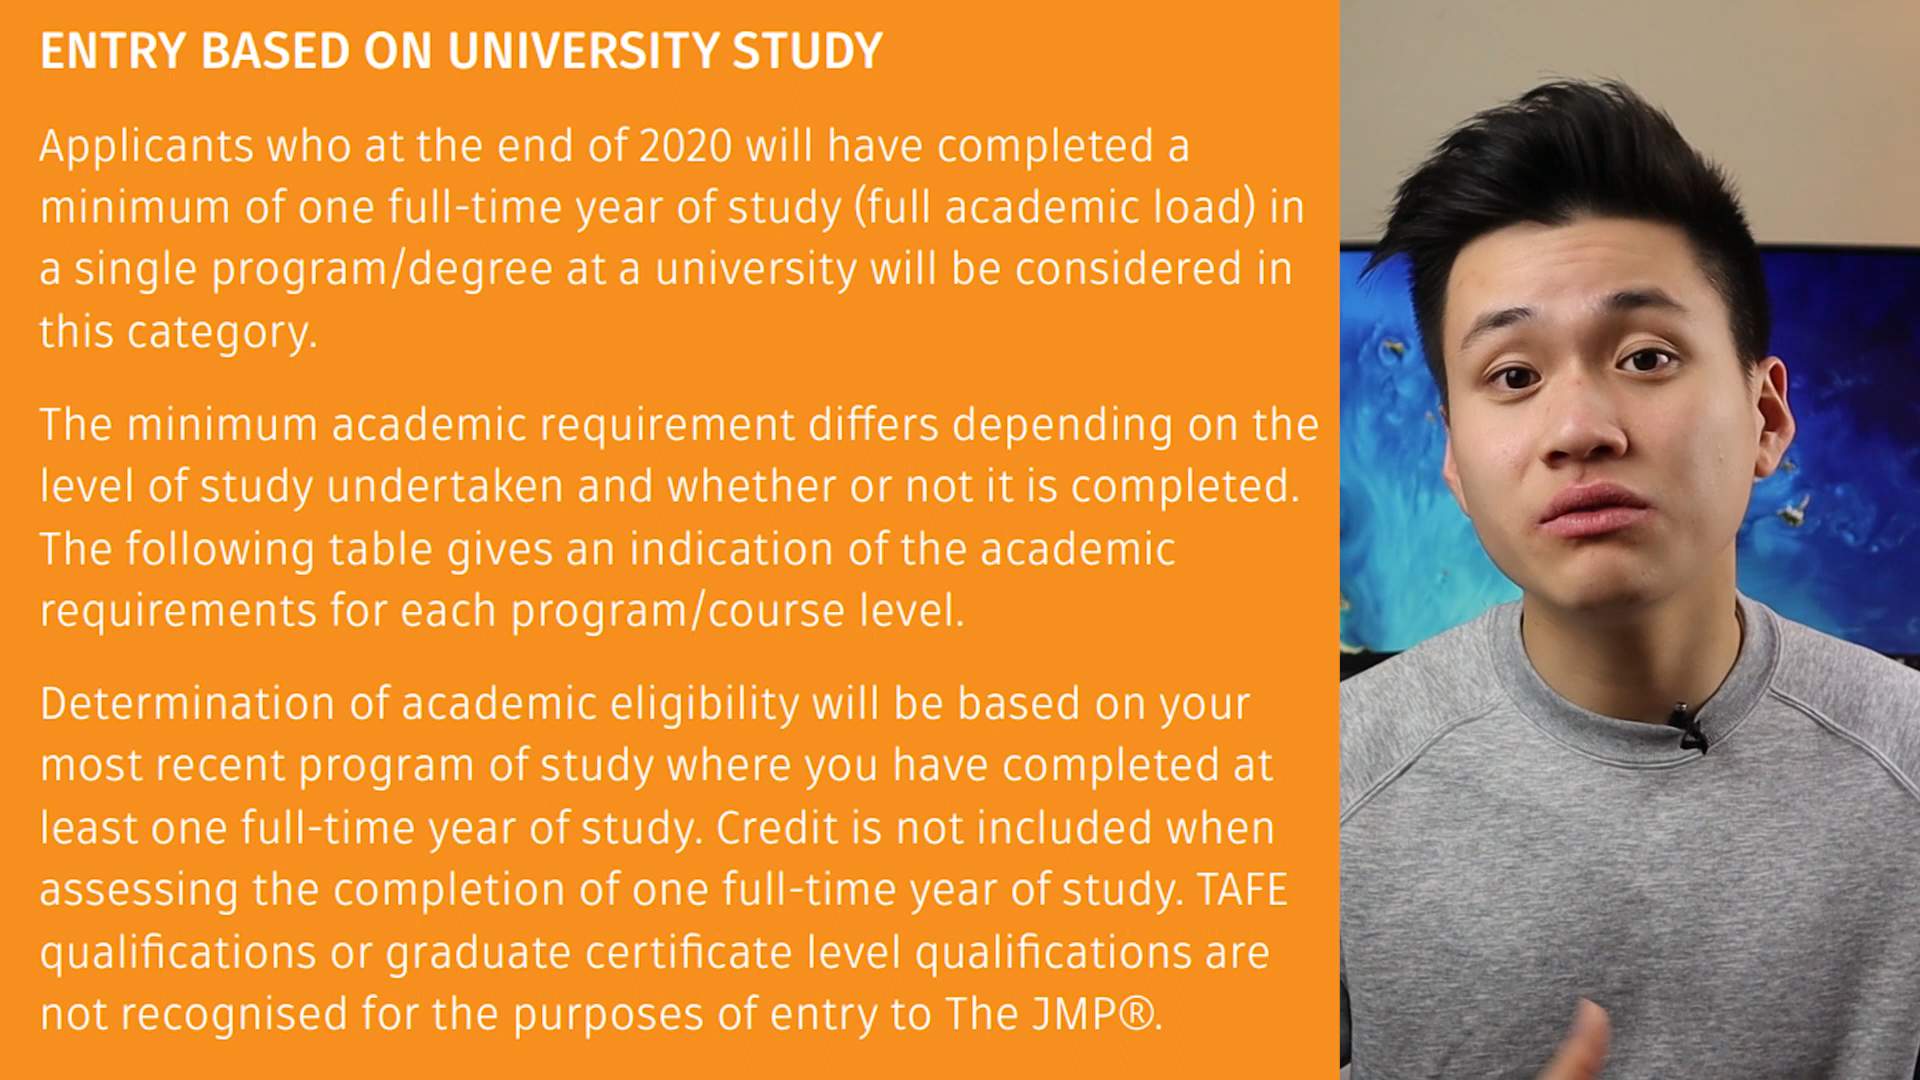 ENTRY BASED ON UNIVERSITY STUDY
Applicants who at the end of 2020 will have completed a
minimum of one full-time year of study (full academic load) in
a single program/degree at a university will be considered in
this category.
The minimum academic requirement differs depending on the
level of study undertaken and whether or not it is completed.
The following table gives an indication of the academic
requirements for each program/course level.
Determination of academic eligibility will be based on your
most recent program of study where you have completed at
least one full-time year of study. Credit is not included when
assessing the completion of one full-time year of study. TAFE
qualifications or graduate certificate level qualifications are
not recognised for the purposes of entry to The JMP®.